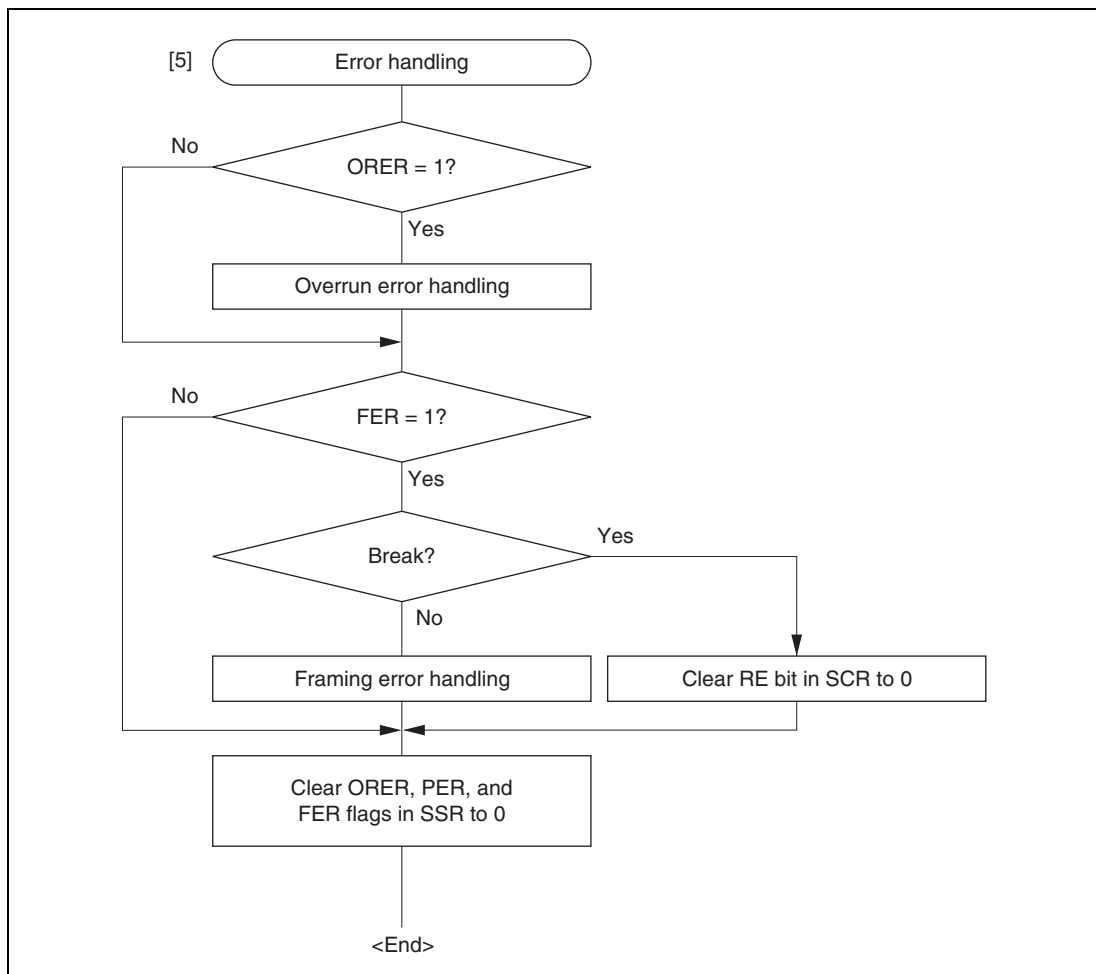 [5] Error handling
No
ORER = 1?
Yes
Overrun error handling
No
FER = 1?
Yes
Yes
Break?
No
Framing error handling
Clear RE bit in SCR to 0
Clear ORER, PER, and
FER flags in SSR to 0
<End>